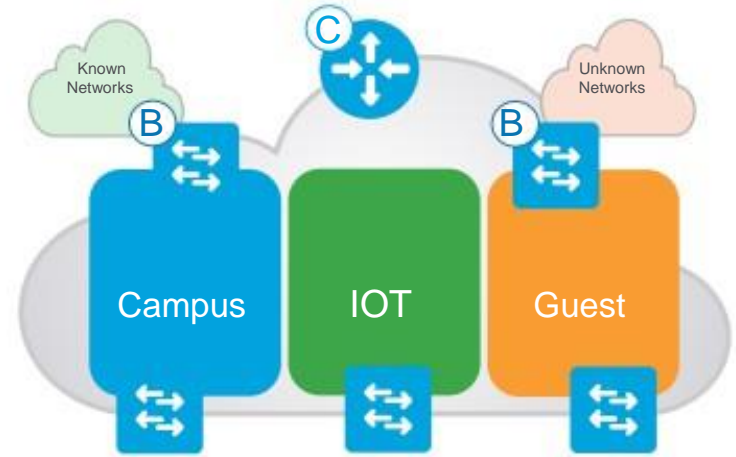 C
Known
Networks
Unknown
Networks
B
B
Campus
IOT
Guest